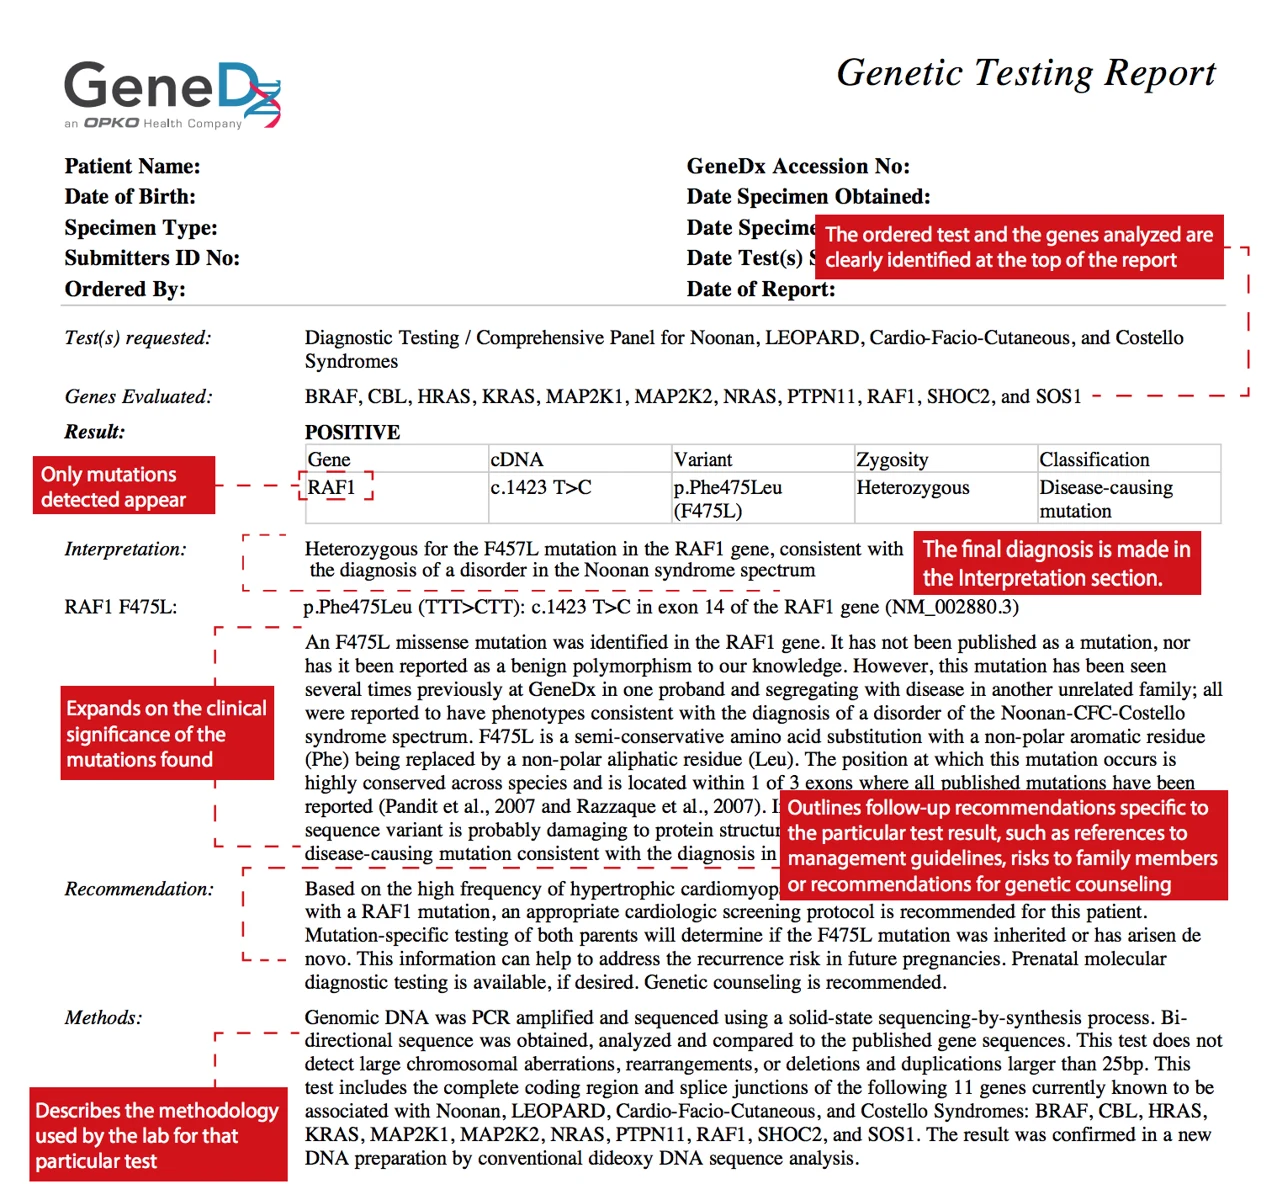 GeneDx
an OPKO Health Company
Genetic Testing Report
Patient Name:
Date of Birth:
Specimen Type:
Submitters ID No:
Ordered By:
GeneDx Accession No:
Date Specimen Obtained:
Date Specime
Date Test(s) S
Date of Report:
The ordered test and the genes analyzed are
clearly identified at the top of the report
Test(s) requested:
Diagnostic Testing / Comprehensive Panel for Noonan, LEOPARD, Cardio-Facio-Cutaneous, and Costello
Syndromes
Genes Evaluated:
BRAF, CBL, HRAS, KRAS, MAP2K1, MAP2K2, NRAS, PTPN11, RAF1, SHOC2, and SOS1
Result:
POSITIVE
Gene cDNA Variant Zygosity Classification
RAF1 c.1423 T>C p.Phe475Leu Heterozygous Disease-causing
(F475L) mutation
Only mutations
detected appear
Interpretation:
Heterozygous for the F457L mutation in the RAF1 gene, consistent with
the diagnosis of a disorder in the Noonan syndrome spectrum
The final diagnosis is made in
the Interpretation section.
RAF1 F475L:
p.Phe475Leu (TTT>CTT): c.1423 T>C in exon 14 of the RAF1 gene (NM_002880.3)
An F475L missense mutation was identified in the RAF1 gene. It has not been published as a mutation, nor
has it been reported as a benign polymorphism to our knowledge. However, this mutation has been seen
several times previously at GeneDx in one proband and segregating with disease in another unrelated family; all
were reported to have phenotypes consistent with the diagnosis of a disorder of the Noonan-CFC-Costello
syndrome spectrum. F475L is a semi-conservative amino acid substitution with a non-polar aromatic residue
(Phe) being replaced by a non-polar aliphatic residue (Leu). The position at which this mutation occurs is
highly conserved across species and is located within 1 of 3 exons where all published mutations have been
reported (Pandit et al., 2007 and Razzaque et al., 2007). I
sequence variant is probably damaging to protein structur
disease-causing mutation consistent with the diagnosis in
Expands on the clinical
significance of the
mutations found
Outlines follow-up recommendations specific to
the particular test result, such as references to
management guidelines, risks to family members
or recommendations for genetic counseling
Recommendation:
Based on the high frequency of hypertrophic cardiomyop
with a RAF1 mutation, an appropriate cardiologic screening protocol is recommended for this patient.
Mutation-specific testing of both parents will determine if the F475L mutation was inherited or has arisen de
novo. This information can help to address the recurrence risk in future pregnancies. Prenatal molecular
diagnostic testing is available, if desired. Genetic counseling is recommended.
Methods:
Genomic DNA was PCR amplified and sequenced using a solid-state sequencing-by-synthesis process. Bi-
directional sequence was obtained, analyzed and compared to the published gene sequences. This test does not
detect large chromosomal aberrations, rearrangements, or deletions and duplications larger than 25bp. This
test includes the complete coding region and splice junctions of the following 11 genes currently known to be
associated with Noonan, LEOPARD, Cardio-Facio-Cutaneous, and Costello Syndromes: BRAF, CBL, HRAS,
KRAS, MAP2K1, MAP2K2, NRAS, PTPN11, RAF1, SHOC2, and SOS1. The result was confirmed in a new
DNA preparation by conventional dideoxy DNA sequence analysis.
Describes the methodology
used by the lab for that
particular test